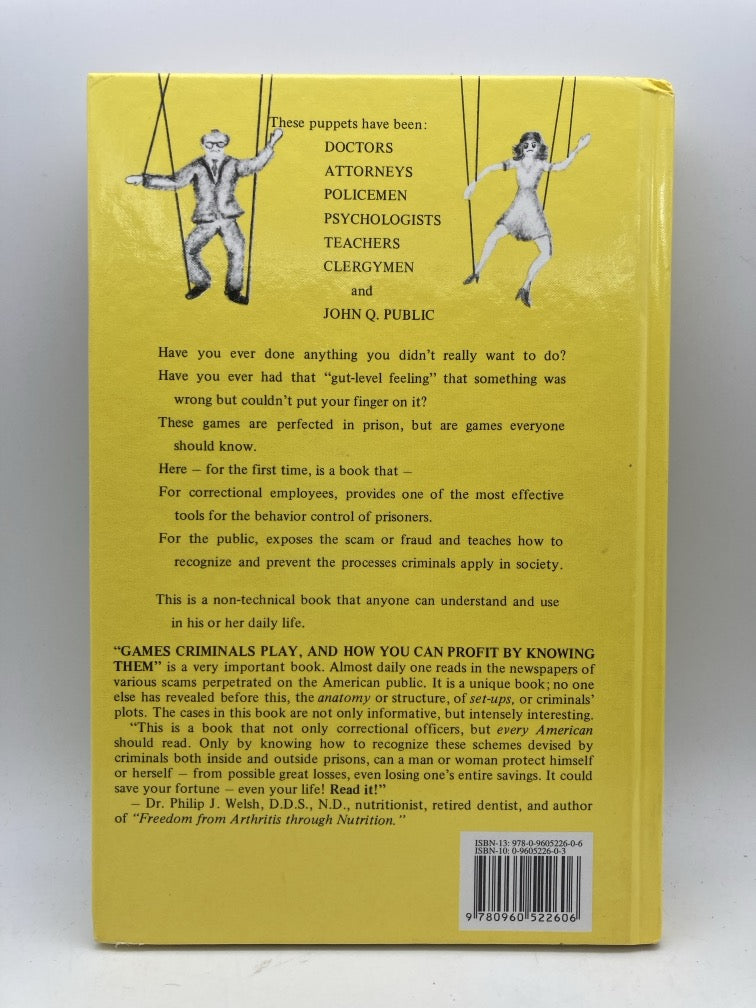 These puppets have been:
DOCTORS
ATTORNEYS
POLICEMEN
PSYCHOLOGISTS
TEACHERS
CLERGYMEN
and
JOHN Q. PUBLIC
Have you ever done anything you didn't really want to do?
Have you ever had that “gut-level feeling” that something was
wrong but couldn't put your finger on it?
These games are perfected in prison, but are games everyone
should know.
Here — for the first time, is a book that —
For correctional employees, provides one of the most effective
tools for the behavior control of prisoners.
For the public, exposes the scam or fraud and teaches how to
recognize and prevent the processes criminals apply in society.
This is a non-technical book that anyone can understand and use
in his or her daily life.
“GAMES CRIMINALS PLAY, AND HOW YOU CAN PROFIT BY KNOWING
THEM” is a very important book. Almost daily one reads in the newspapers of
various scams perpetrated on the American public. It is a unique book; no one
else has revealed before this, the anatomy or structure, of set-ups, or criminals'
plots. The cases in this book are not only informative, but intensely interesting.
“This is a book that not only correctional officers, but every American
should read. Only by knowing how to recognize these schemes devised by
criminals both inside and outside prisons, can a man or woman protect himself
or herself — from possible great losses, even losing one's entire savings. It could
save your fortune — even your life! Read it!”
— Dr. Philip J. Welsh, D.D.S., N.D., nutritionist, retired dentist, and author
of “Freedom from Arthritis through Nutrition.”
ISBN-13: 978-0-9605226-0-6
ISBN-10: 0-9605226-0-3
9 780960 522606